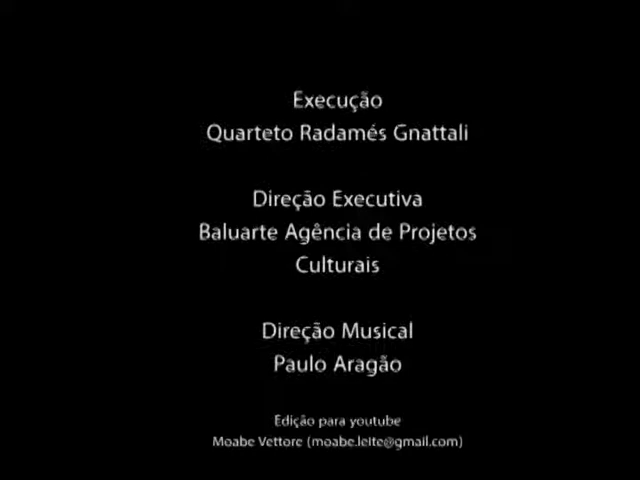 Execução
Quarteto Radamés Gnattali
Direção Executiva
Baluarte Agência de Projetos
Culturais
Direção Musical
Paulo Aragão
Edição para youtube
Moabe Vettore (moabe.leite@gmail.com)